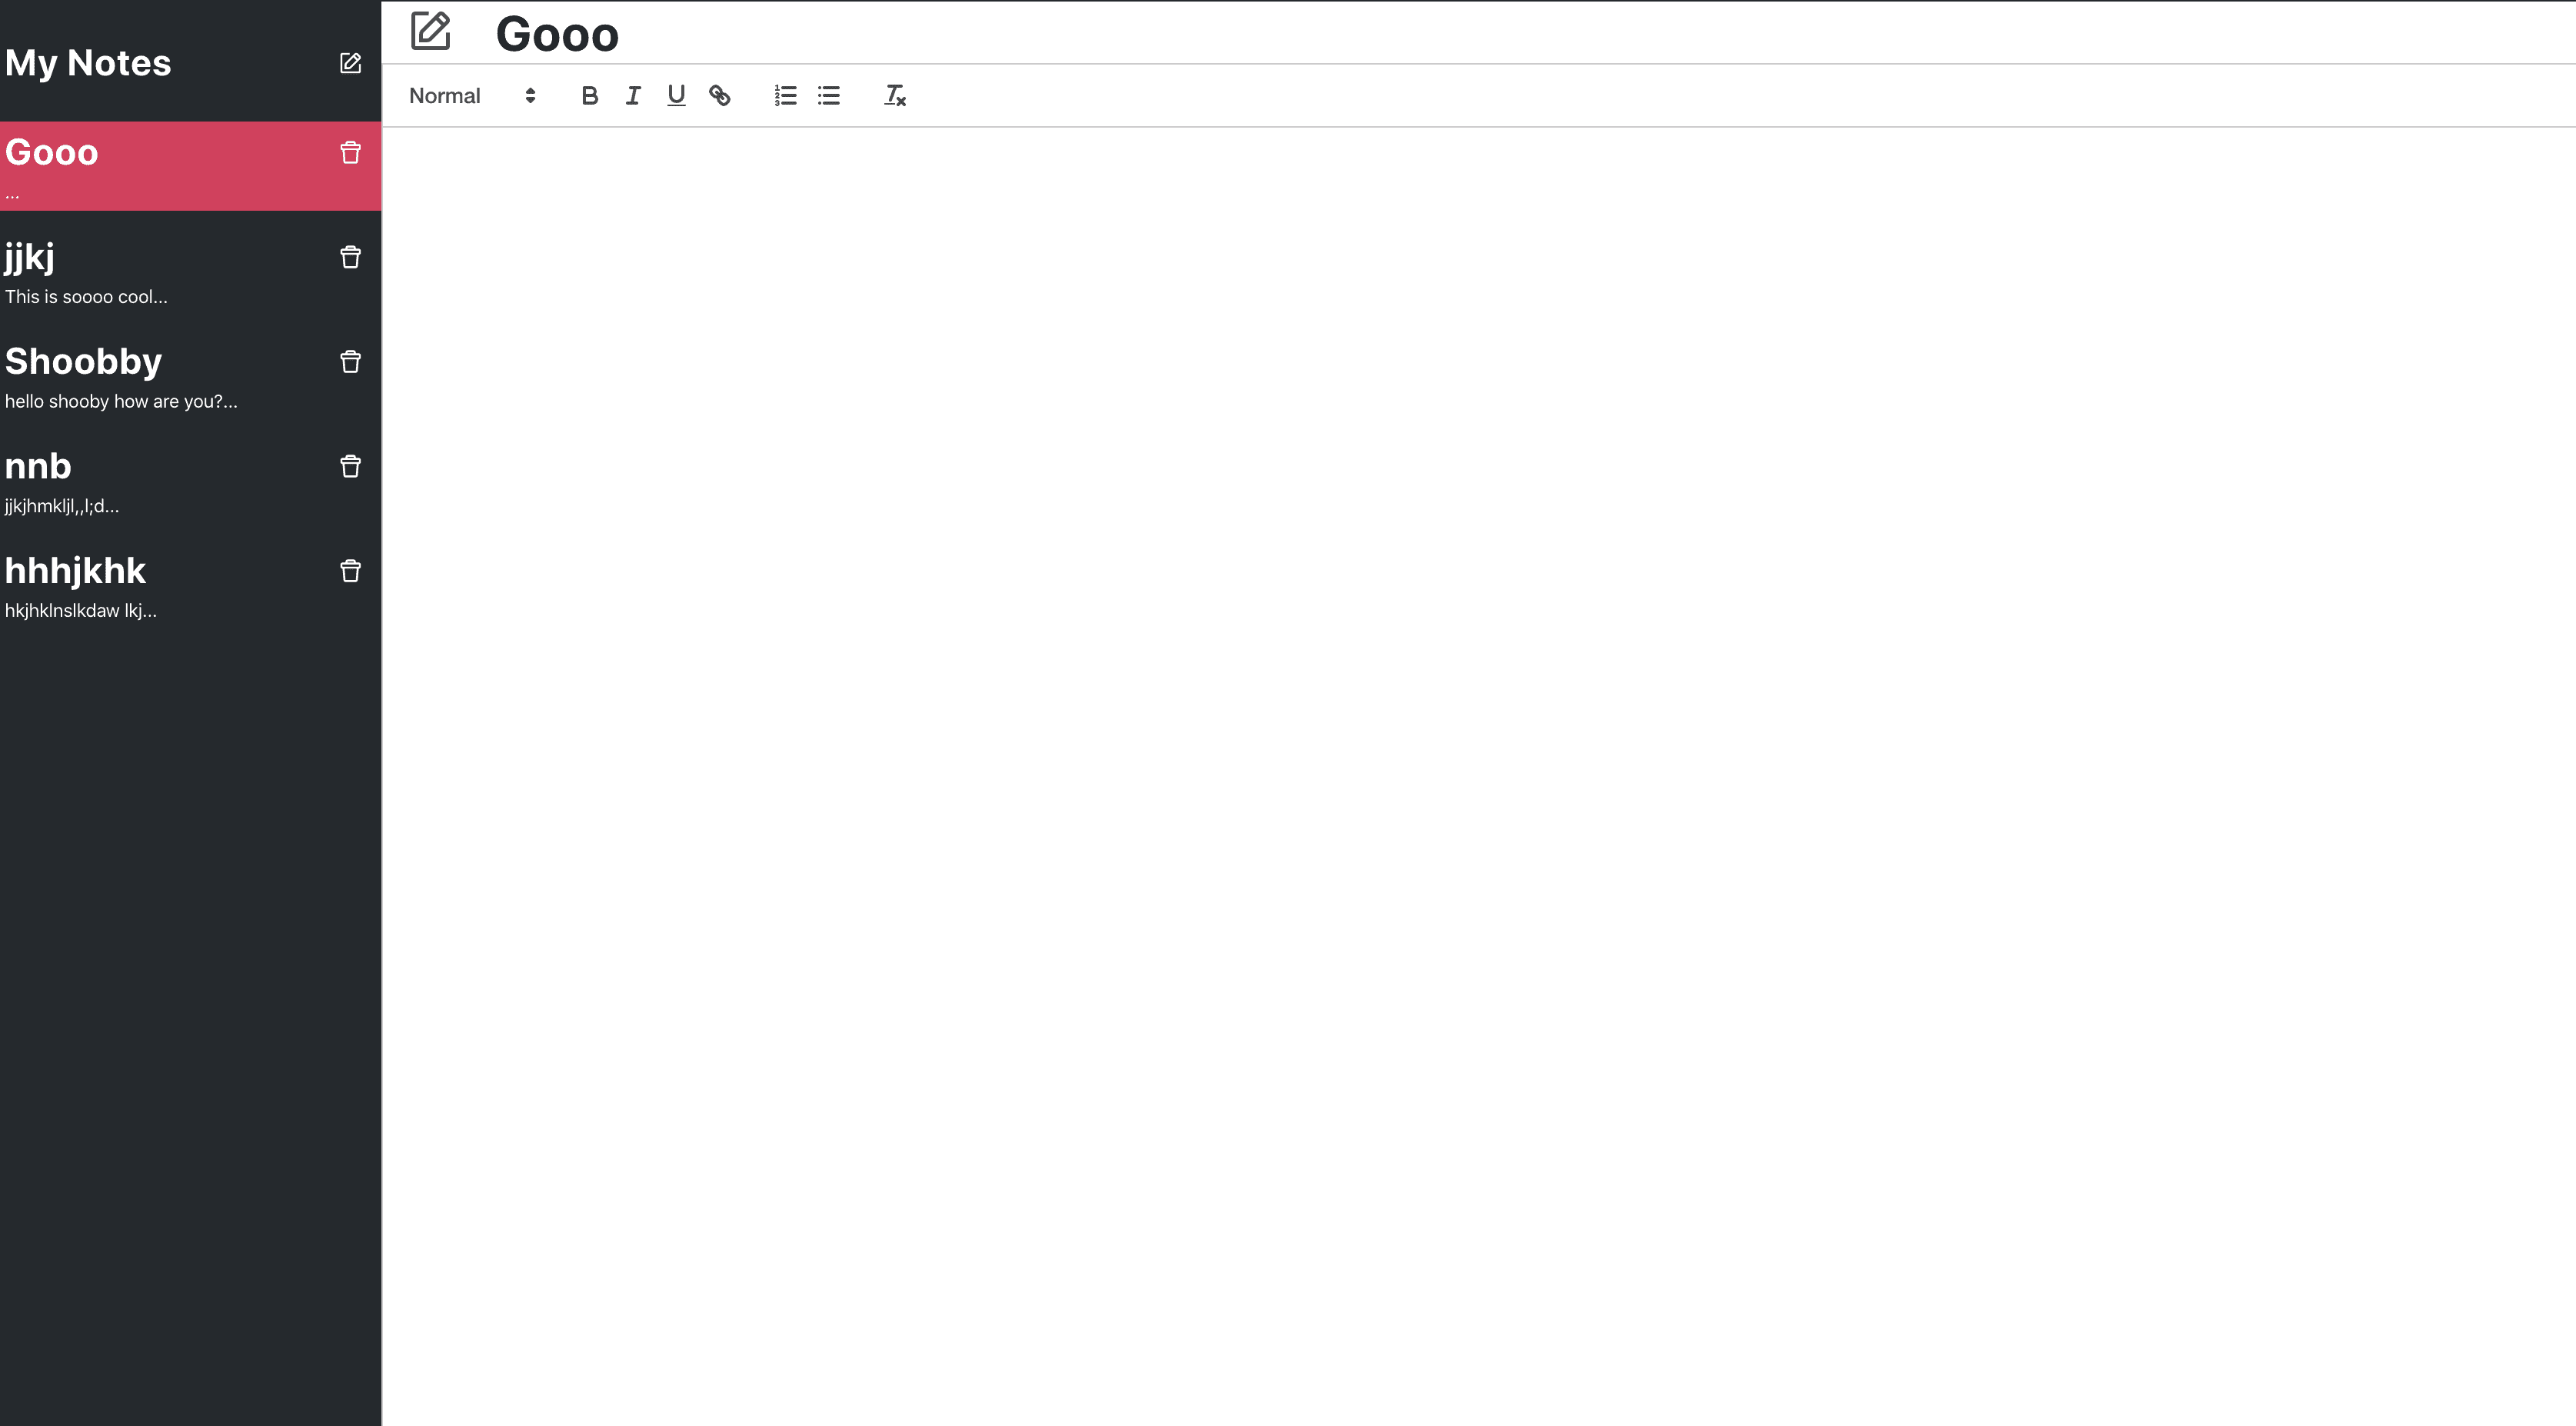 My Notes
Gooo
...
jjkj
This is soooo cool...
Shoobby
hello shooby how are you?...
nnb
jjkjhmkljl,,l;d...
hhhjkhk
hkjhklnslkdaw lkj...
Gooo
Normal